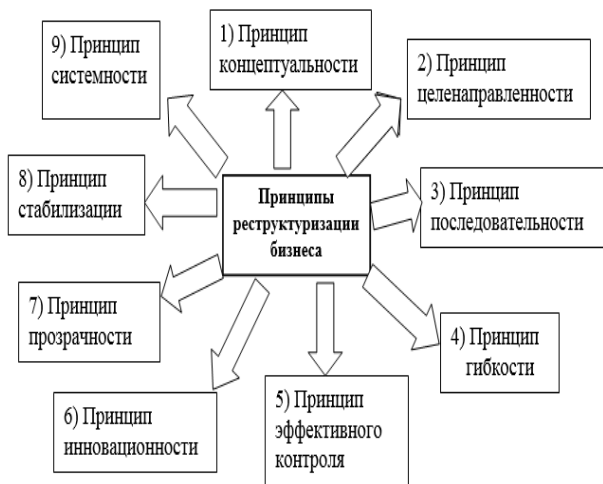 9) Принцип
системности
1) Принцип
концептуальности
2) Принцип
целенаправленности
8) Принцип
стабилизации
Принципы
реструктуризации
бизнеса
3) Принцип
последовательности
7) Принцип
прозрачности
4) Принцип
гибкости
6) Принцип
инновационности
5) Принцип
эффективного
контроля